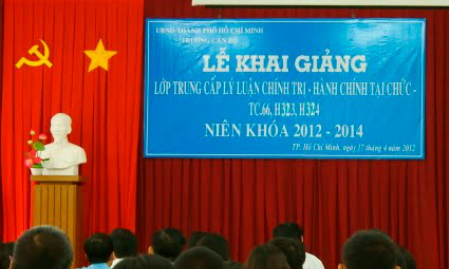 UBND THÀNH PHỐ HỒ CHÍ MINH
TRƯỜNG CÁN BỘ
LỄ KHAI GIẢNG
LỚP TRUNG CẤP LÝ LUẬN CHÍNH TRỊ - HÀNH CHÍNH TẠI CHỨC -
TC.66, H323, H324
NIÊN KHÓA 2012 - 2014
TP. Hồ Chí Minh, ngày 17 tháng 4 năm 2012